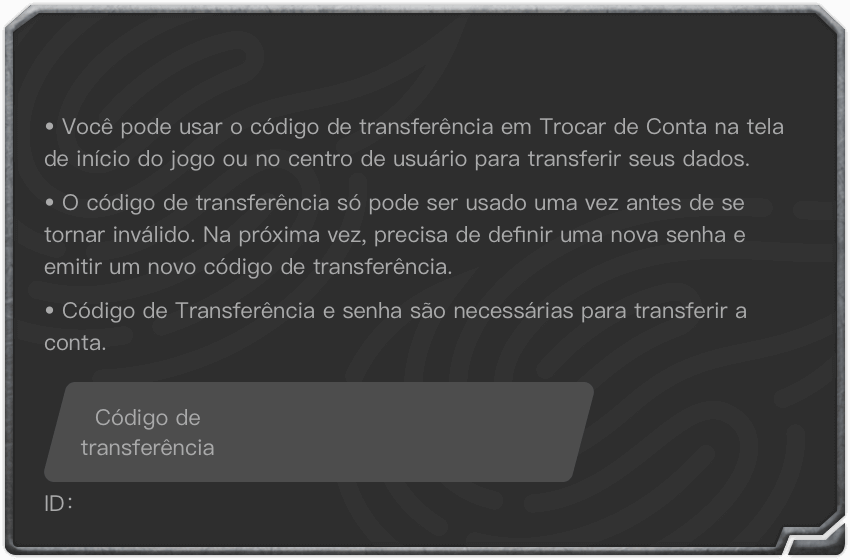 • Você pode usar o código de transferência em Trocar de Conta na tela
de início do jogo ou no centro de usuário para transferir seus dados.
• O código de transferência só pode ser usado uma vez antes de se
tornar inválido. Na próxima vez, precisa de definir uma nova senha e
emitir um novo código de transferência.
• Código de Transferência e senha são necessárias para transferir a
conta.
Código de
transferência
ID: